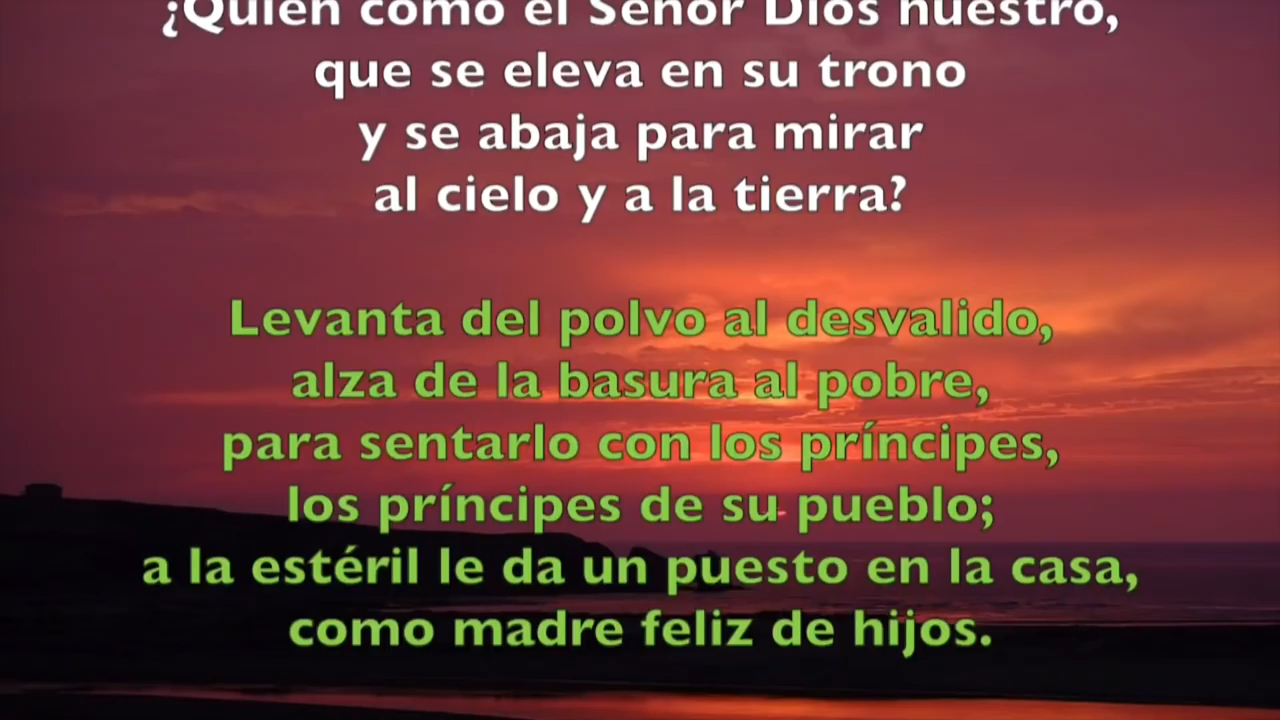 ¿Quién como el Señor Dios nuestro,
que se eleva en su trono
y se abaja para mirar
al cielo y a la tierra?
Levanta del polvo al desvalido,
alza de la basura al pobre,
para sentarlo con los príncipes,
los príncipes de su pueblo;
a la estéril le da un puesto en la casa,
como madre feliz de hijos.